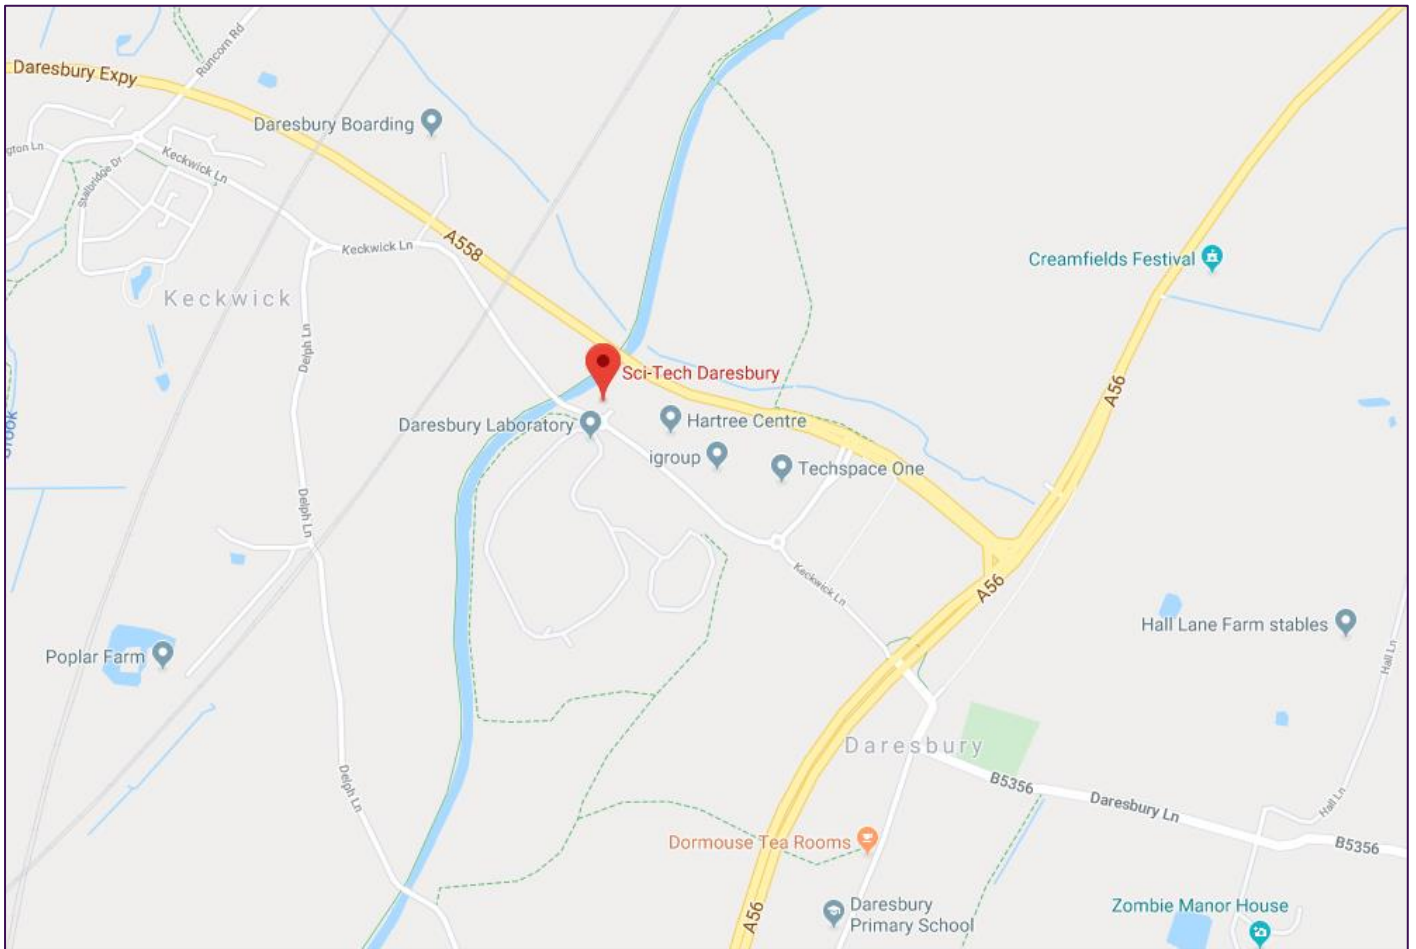 Runcorn Rd
Daresbury Expy
Daresbury Boarding
gton Ln
Keckwick Ln
Stalbridge Dr
Keckwick Ln
A558
Creamfields Festival
Keckwick
Delph Ln
Sci-Tech Daresbury
A56
Daresbury Laboratory
Hartree Centre
igroup
Techspace One
Delph Ln
Keckwick Ln
A56
Hall Lane Farm stables
Poplar Farm
Hall Ln
Daresbury
B5356
Daresbury Ln
Delph Ln
Hall Ln
Dormouse Tea Rooms
B5356
A56
Daresbury
Primary School
Zombie Manor House